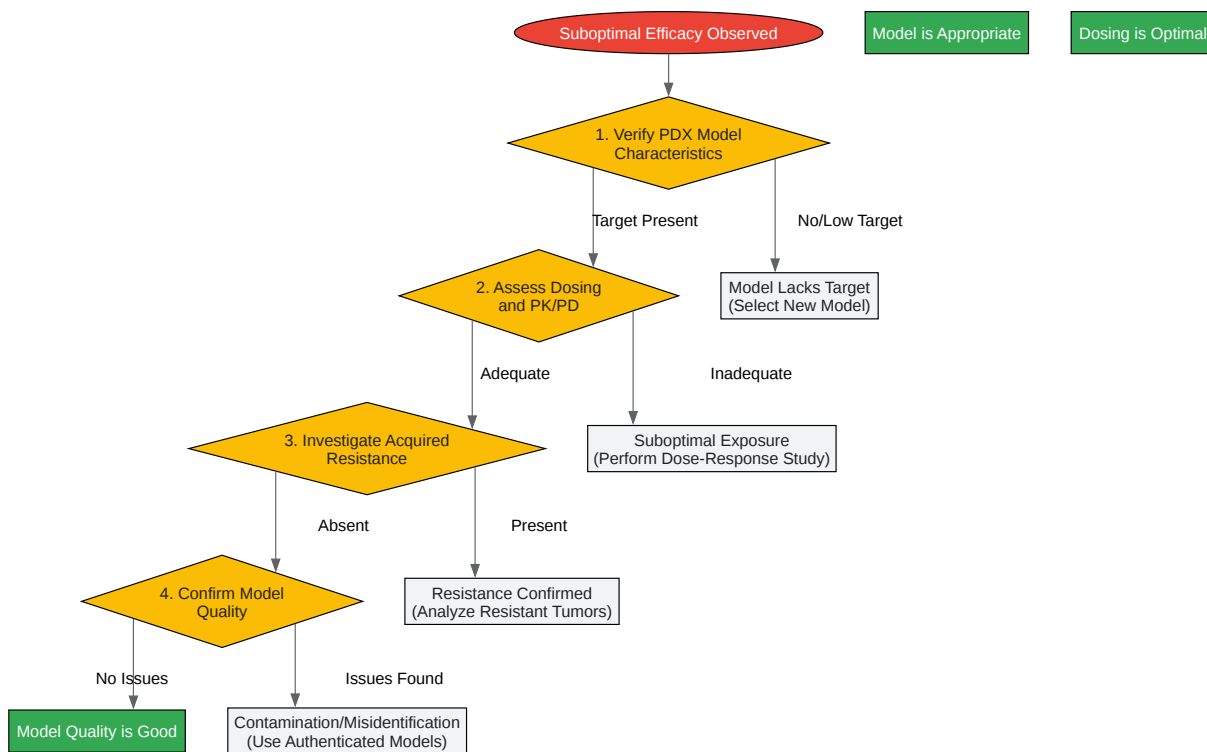 Suboptimal Efficacy Observed
Model is Appropriate
Dosing is Optimal
1. Verify PDX Model
Characteristics
Target Present
No/Low Target
2. Assess Dosing
and PK/PD
Model Lacks Target
(Select New Model)
Adequate
Inadequate
3. Investigate Acquired
Resistance
Suboptimal Exposure
(Perform Dose-Response Study)
Absent
Present
4. Confirm Model
Quality
Resistance Confirmed
(Analyze Resistant Tumors)
No Issues
Issues Found
Model Quality is Good
Contamination/Misidentification
(Use Authenticated Models)